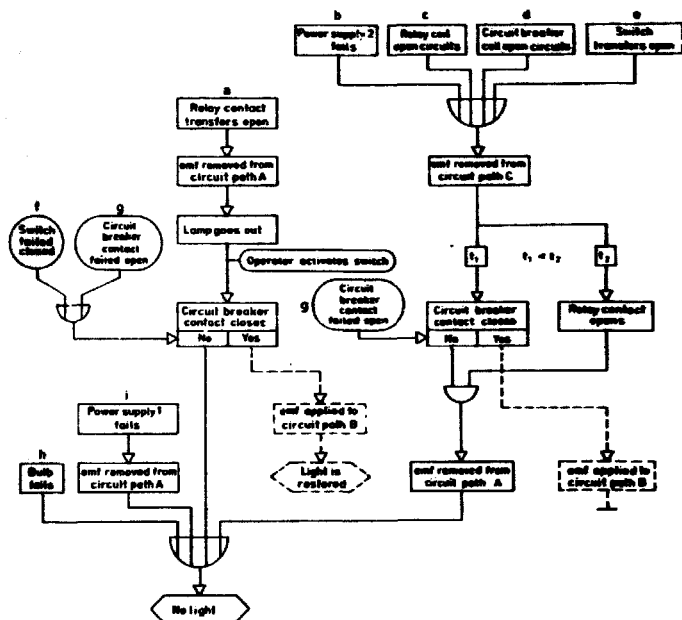 b
c
d
e
Power supply 2
fails
Relay coil
open circuits
Circuit breaker
coil open circuits
Switch
transfers open
a
Relay contact
transfers open
emf removed from
circuit path A
emf removed from
circuit path C
f
g
Switch
failed
closed
Circuit
breaker
contact
failed open
Lamp goes out
Operator activates switch
t₁
t₁ < t₂
t₂
Circuit breaker
contact closes
No
Yes
g
Circuit
breaker
contact
failed open
Circuit breaker
contact closes
No
Yes
Relay contact
opens
i
Power supply 1
fails
emf applied to
circuit path B
h
Bulb
fails
emf removed from
circuit path A
Light is
restored
emf removed from
circuit path A
emf applied to
circuit path B
No light